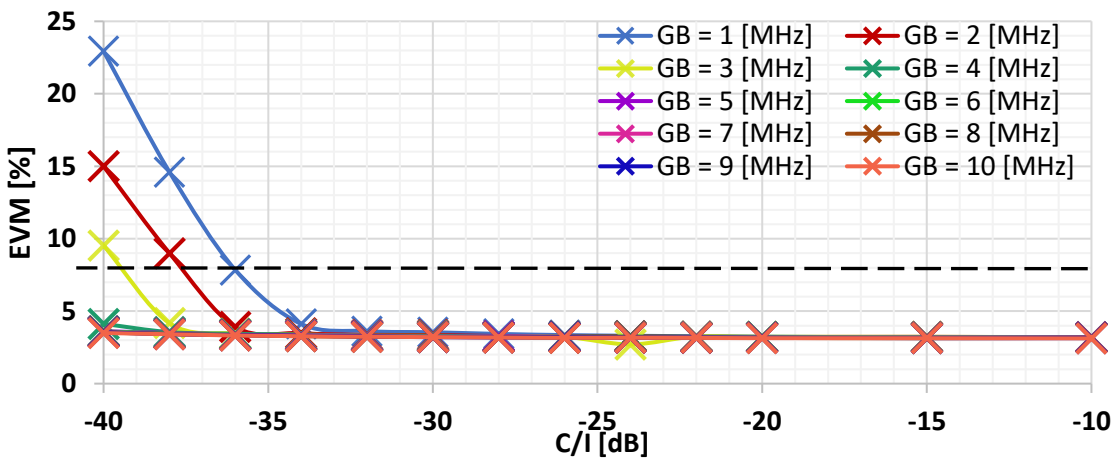 25
20
15
10
5
0
EVM [%]
GB = 1 [MHz]
GB = 2 [MHz]
GB = 3 [MHz]
GB = 4 [MHz]
GB = 5 [MHz]
GB = 6 [MHz]
GB = 7 [MHz]
GB = 8 [MHz]
GB = 9 [MHz]
GB = 10 [MHz]
-40 -35 -30 -25 -20 -15 -10
C/I [dB]